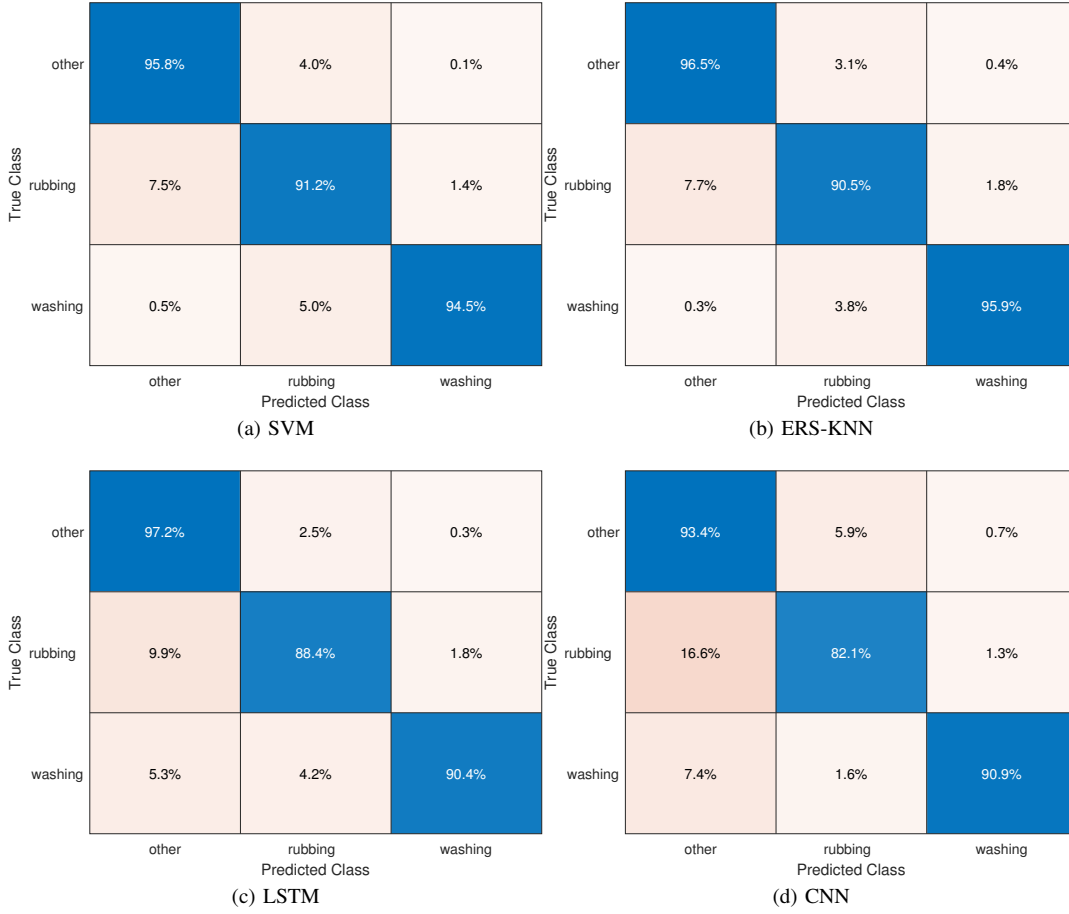 True Class
other 95.8% 4.0% 0.1%
rubbing 7.5% 91.2% 1.4%
washing 0.5% 5.0% 94.5%
other rubbing washing
Predicted Class
(a) SVM
True Class
other 96.5% 3.1% 0.4%
rubbing 7.7% 90.5% 1.8%
washing 0.3% 3.8% 95.9%
other rubbing washing
Predicted Class
(b) ERS-KNN
True Class
other 97.2% 2.5% 0.3%
rubbing 9.9% 88.4% 1.8%
washing 5.3% 4.2% 90.4%
other rubbing washing
Predicted Class
(c) LSTM
True Class
other 93.4% 5.9% 0.7%
rubbing 16.6% 82.1% 1.3%
washing 7.4% 1.6% 90.9%
other rubbing washing
Predicted Class
(d) CNN